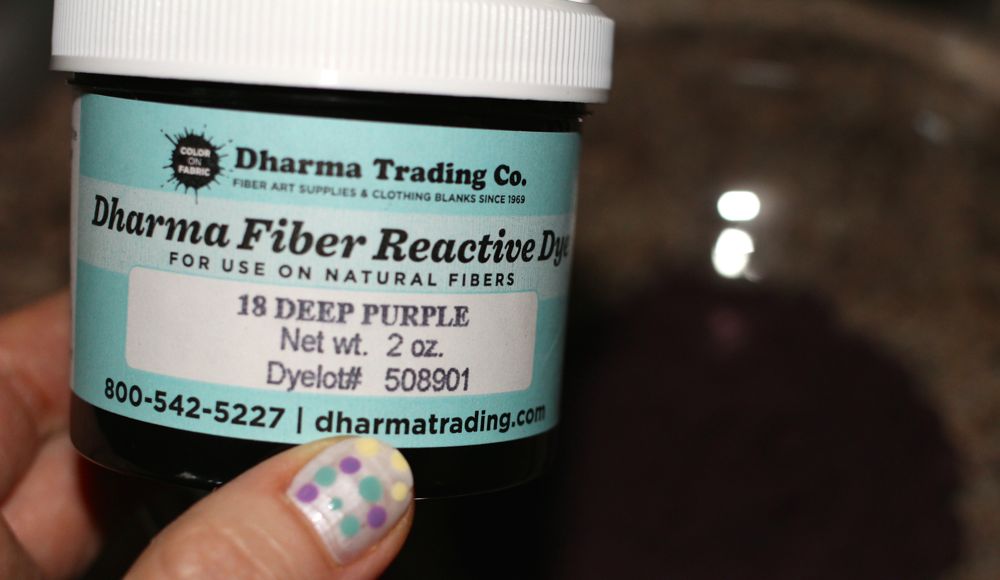 COLOR
ON
FABRIC
Dharma Trading Co.
FIBER ART SUPPLIES & CLOTHING BLANKS SINCE 1969
Dharma Fiber Reactive Dye
FOR USE ON NATURAL FIBERS
18 DEEP PURPLE
Net wt. 2 oz.
Dyelot# 508901
800-542-5227 | dharmatrading.com